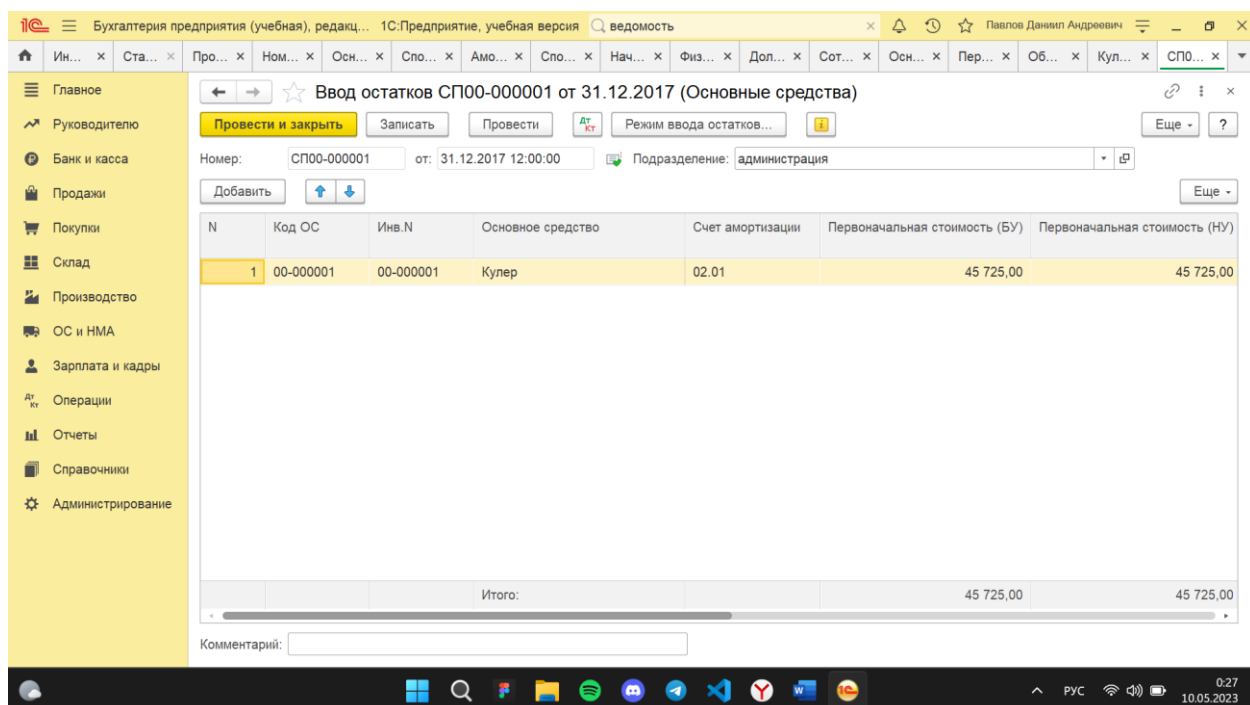 1С Бухгалтерия предприятия (учебная), редакц... 1С:Предприятие, учебная версия ведомость Павлов Даниил Андреевич
Ин... Ста... Про... Ном... Осн... Спо... Амо... Спо... Нач... Физ... Дол... Сот... Осн... Пер... Об... Кул... СП0...
Главное
Руководителю
Банк и касса
Продажи
Покупки
Склад
Производство
ОС и НМА
Зарплата и кадры
Операции
Отчеты
Справочники
Администрирование
Ввод остатков СП00-000001 от 31.12.2017 (Основные средства)
Провести и закрыть Записать Провести Дт Кт Режим ввода остатков... Еще ?
Номер: СП00-000001 от: 31.12.2017 12:00:00 Подразделение: администрация
Добавить Еще
N Код ОС Инв.N Основное средство Счет амортизации Первоначальная стоимость (БУ) Первоначальная стоимость (НУ)
1 00-000001 00-000001 Кулер 02.01 45 725,00 45 725,00
Итого: 45 725,00 45 725,00
Комментарий:
РУС 0:27
10.05.2023